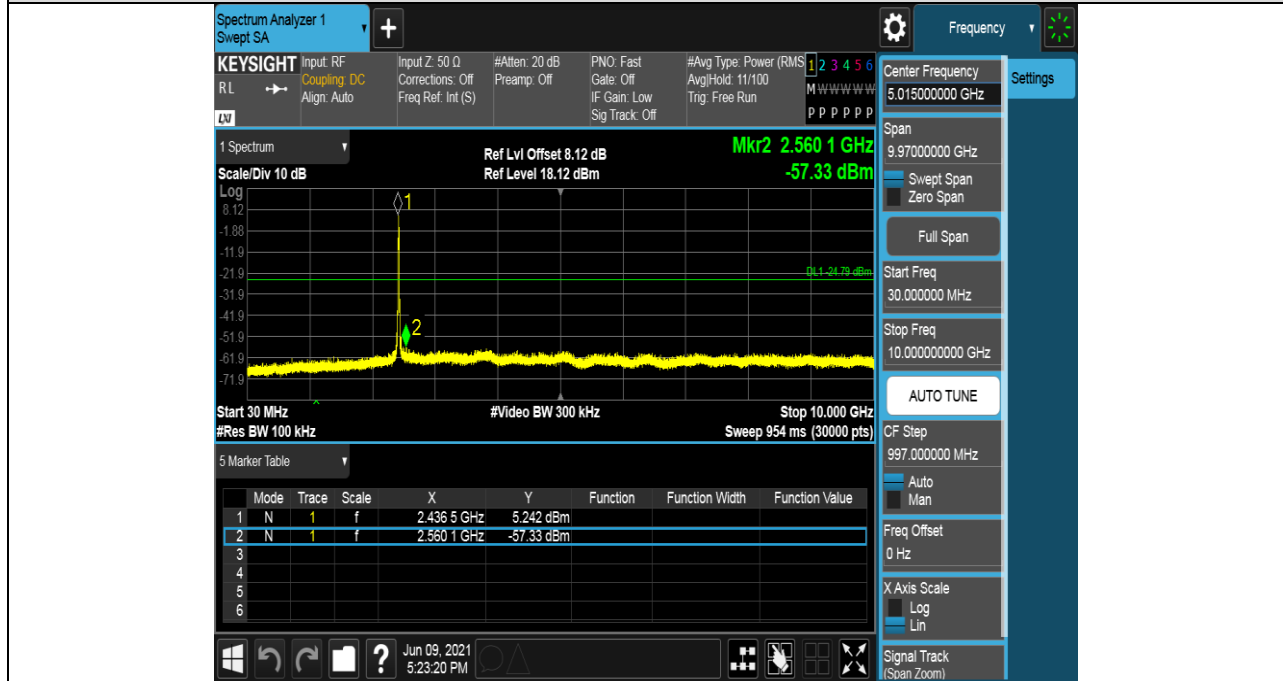 Spectrum Analyzer 1
Swept SA
Frequency
KEYSIGHT
RL
LXI
Input: RF
Coupling: DC
Align: Auto
Input Z: 50 Ω
Corrections: Off
Freq Ref: Int (S)
#Atten: 20 dB
Preamp: Off
PNO: Fast
Gate: Off
IF Gain: Low
Sig Track: Off
#Avg Type: Power (RMS
Avg|Hold: 11/100
Trig: Free Run
1 2 3 4 5 6
M W W W W W
P P P P P P
1 Spectrum
Scale/Div 10 dB
Ref Lvl Offset 8.12 dB
Ref Level 18.12 dBm
Mkr2 2.560 1 GHz
-57.33 dBm
Log
8.12
-1.88
-11.9
-21.9
-31.9
-41.9
-51.9
-61.9
-71.9
1
2
DL1 -24.79 dBm
Start 30 MHz
#Res BW 100 kHz
#Video BW 300 kHz
Stop 10.000 GHz
Sweep 954 ms (30000 pts)
5 Marker Table
Mode Trace Scale X Y Function Function Width Function Value
1 N 1 f 2.436 5 GHz 5.242 dBm
2 N 1 f 2.560 1 GHz -57.33 dBm
3
4
5
6
?
Jun 09, 2021
5:23:20 PM
Center Frequency
5.015000000 GHz
Settings
Span
9.97000000 GHz
Swept Span
Zero Span
Full Span
Start Freq
30.000000 MHz
Stop Freq
10.000000000 GHz
AUTO TUNE
CF Step
997.000000 MHz
Auto
Man
Freq Offset
0 Hz
X Axis Scale
Log
Lin
Signal Track
(Span Zoom)